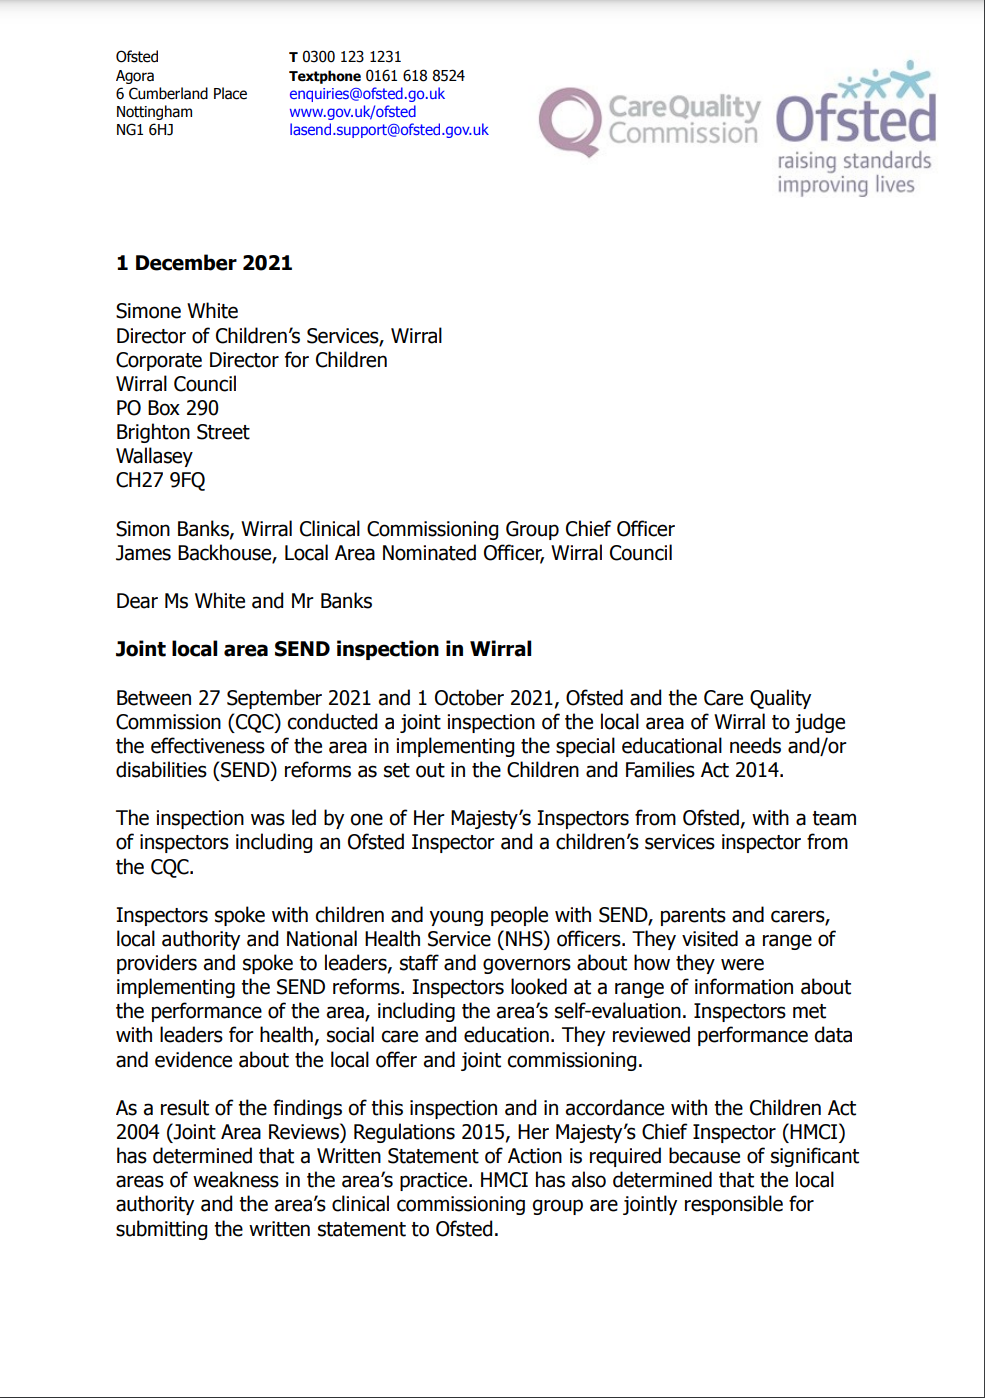 Ofsted
Agora
6 Cumberland Place
Nottingham
NG1 6HJ
T 0300 123 1231
Textphone 0161 618 8524
enquiries@ofsted.go.uk
www.gov.uk/ofsted
lasend.support@ofsted.gov.uk
CareQuality
Commission
Ofsted
raising standards
improving lives
1 December 2021
Simone White
Director of Children’s Services, Wirral
Corporate Director for Children
Wirral Council
PO Box 290
Brighton Street
Wallasey
CH27 9FQ
Simon Banks, Wirral Clinical Commissioning Group Chief Officer
James Backhouse, Local Area Nominated Officer, Wirral Council
Dear Ms White and Mr Banks
Joint local area SEND inspection in Wirral
Between 27 September 2021 and 1 October 2021, Ofsted and the Care Quality
Commission (CQC) conducted a joint inspection of the local area of Wirral to judge
the effectiveness of the area in implementing the special educational needs and/or
disabilities (SEND) reforms as set out in the Children and Families Act 2014.
The inspection was led by one of Her Majesty’s Inspectors from Ofsted, with a team
of inspectors including an Ofsted Inspector and a children’s services inspector from
the CQC.
Inspectors spoke with children and young people with SEND, parents and carers,
local authority and National Health Service (NHS) officers. They visited a range of
providers and spoke to leaders, staff and governors about how they were
implementing the SEND reforms. Inspectors looked at a range of information about
the performance of the area, including the area’s self-evaluation. Inspectors met
with leaders for health, social care and education. They reviewed performance data
and evidence about the local offer and joint commissioning.
As a result of the findings of this inspection and in accordance with the Children Act
2004 (Joint Area Reviews) Regulations 2015, Her Majesty’s Chief Inspector (HMCI)
has determined that a Written Statement of Action is required because of significant
areas of weakness in the area’s practice. HMCI has also determined that the local
authority and the area’s clinical commissioning group are jointly responsible for
submitting the written statement to Ofsted.